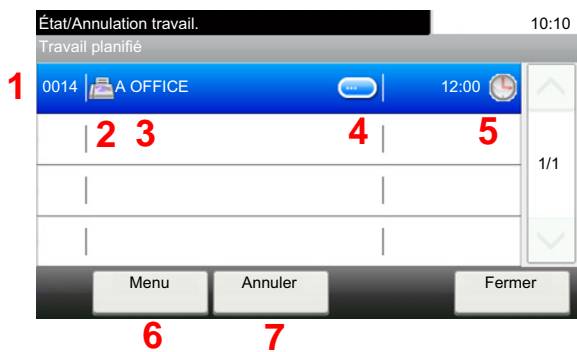 État/Annulation travail. 10:10
Travail planifié
1 0014 A OFFICE 12:00
2 3 4 5
1/1
Menu Annuler Fermer
6 7